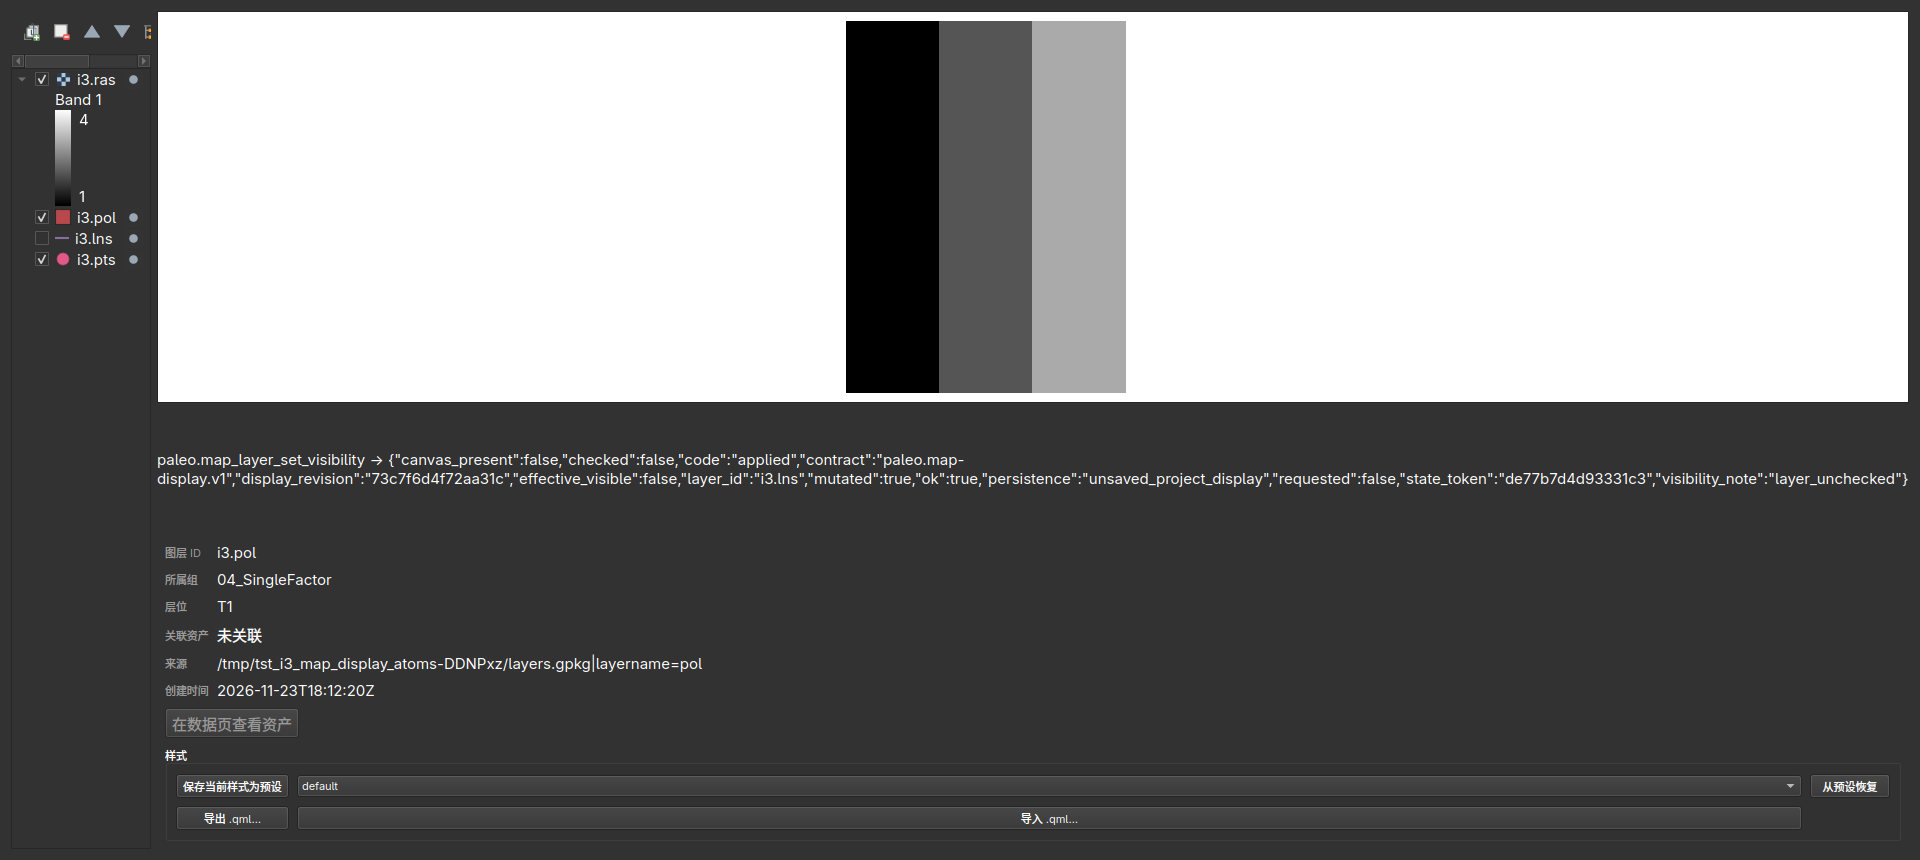 i3.ras
Band 1
4
1
i3.pol
i3.lns
i3.pts
paleo.map_layer_set_visibility → {"canvas_present":false,"checked":false,"code":"applied","contract":"paleo.map-
display.v1","display_revision":"73c7f6d4f72aa31c","effective_visible":false,"layer_id":"i3.lns","mutated":true,"ok":true,"persistence":"unsaved_project_display","requested":false,"state_token":"de77b7d4d93331c3","visibility_note":"layer_unchecked"}
图层 ID i3.pol
所属组 04_SingleFactor
层位 T1
关联资产 未关联
来源 /tmp/tst_i3_map_display_atoms-DDNPxz/layers.gpkg|layername=pol
创建时间 2026-11-23T18:12:20Z
在数据页查看资产
样式
保存当前样式为预设 default 从预设恢复
导出 .qml... 导入 .qml...